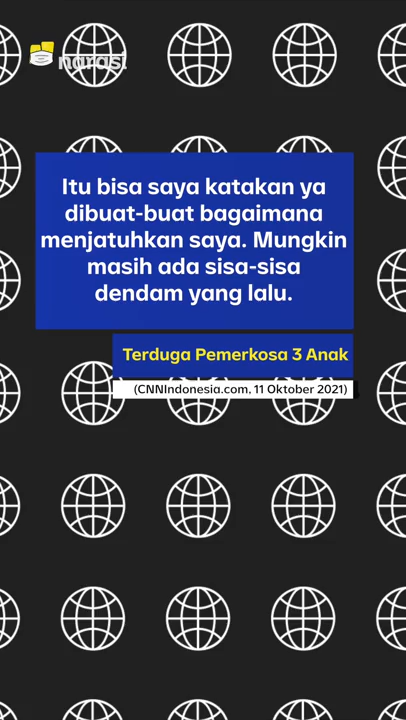 narasi
Itu bisa saya katakan ya
dibuat-buat bagaimana
menjatuhkan saya. Mungkin
masih ada sisa-sisa
dendam yang lalu.
Terduga Pemerkosa 3 Anak
(CNNIndonesia.com, 11 Oktober 2021)